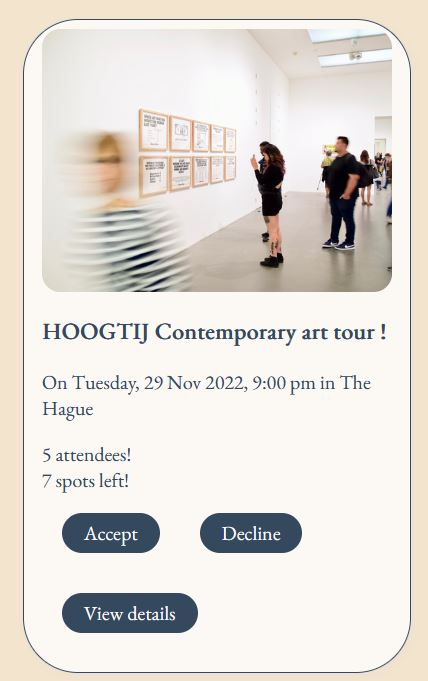 HOOGTIJ Contemporary art tour !
On Tuesday, 29 Nov 2022, 9:00 pm in The
Hague
5 attendees!
7 spots left!
Accept
Decline
View details